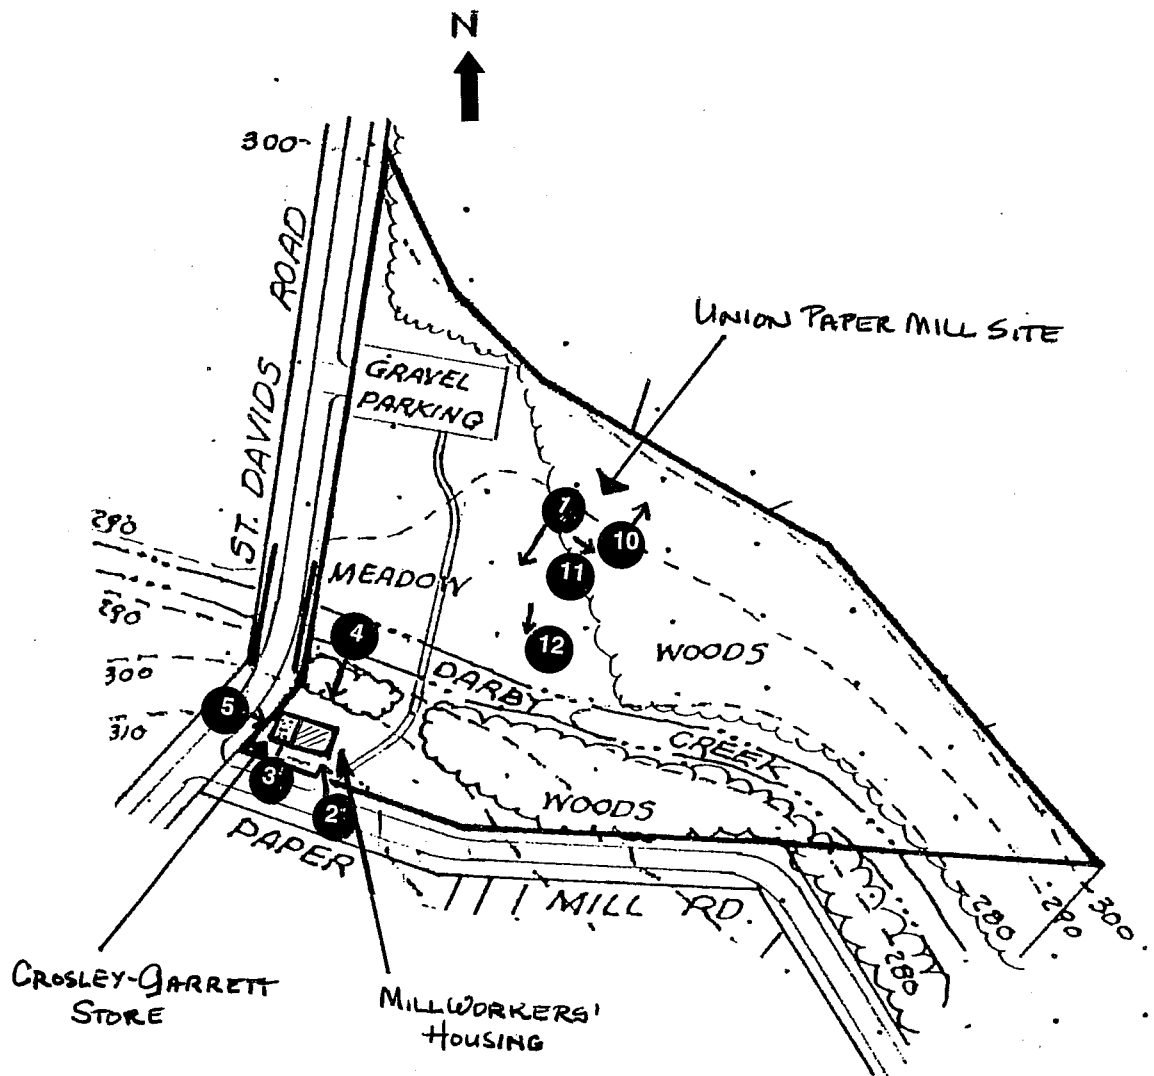 N
300
ST. DAVIDS ROAD
UNION PAPER MILL SITE
GRAVEL
PARKING
1
10
11
290
MEADOW
290
4
12
WOODS
300
DARBY CREEK
5
310
3
2
WOODS
PAPER MILL RD.
280
290
300
280
CROSLEY-GARRETT
STORE
MILLWORKERS'
HOUSING